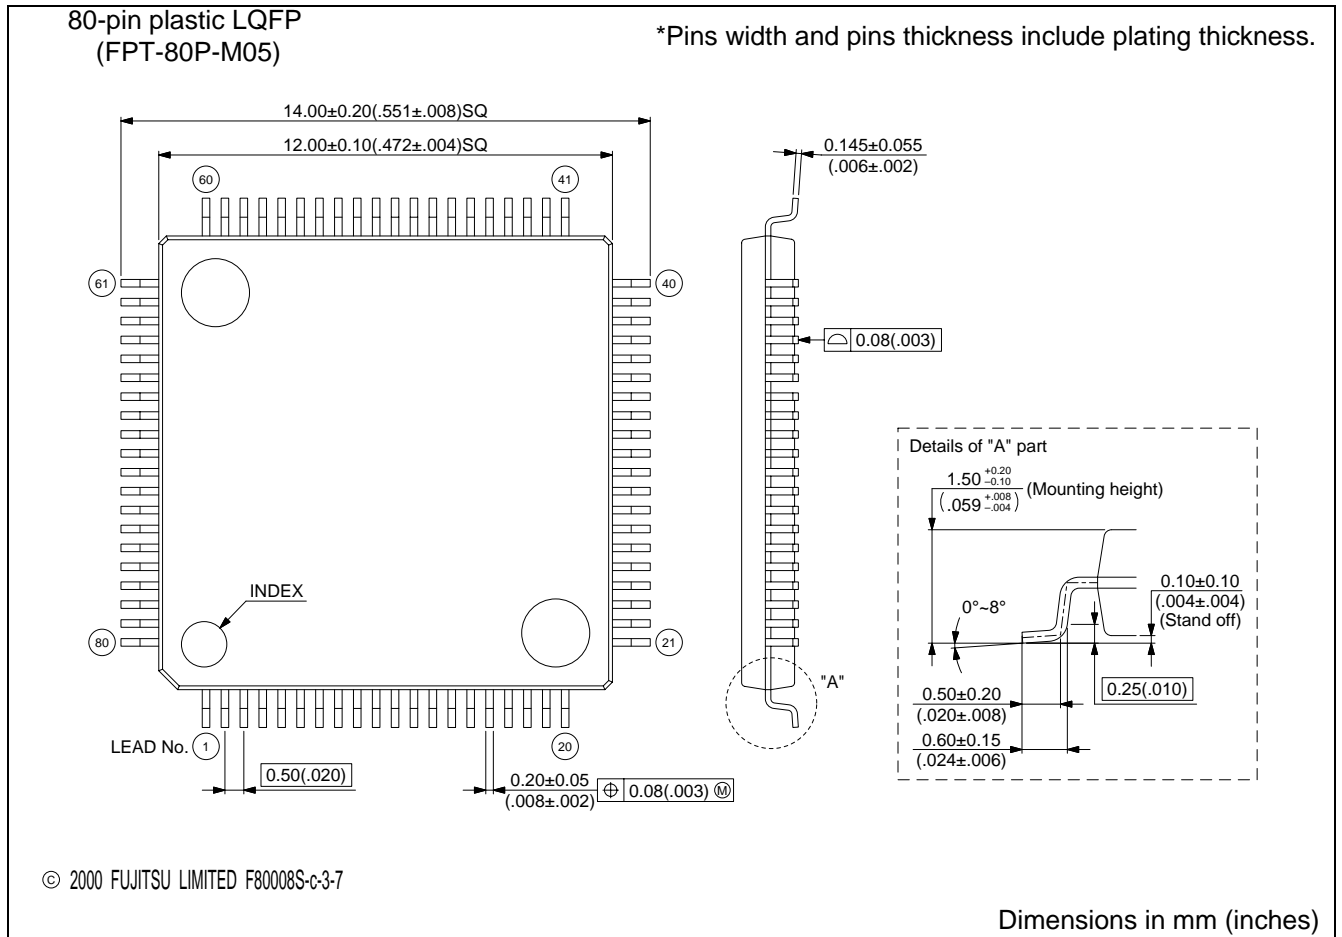 80-pin plastic LQFP
(FPT-80P-M05)
*Pins width and pins thickness include plating thickness.
14.00±0.20(.551±.008)SQ
12.00±0.10(.472±.004)SQ
0.145±0.055
(.006±.002)
60
41
61
40
0.08(.003)
Details of "A" part
1.50 +0.20 −0.10
(.059 +.008 −.004)
(Mounting height)
INDEX
0.10±0.10
(.004±.004)
(Stand off)
0°~8°
80
21
"A"
0.25(.010)
0.50±0.20
(.020±.008)
0.60±0.15
(.024±.006)
LEAD No. 1
20
0.50(.020)
0.20±0.05
(.008±.002)
⌖ 0.08(.003) Ⓜ
© 2000 FUJITSU LIMITED F80008S-c-3-7
Dimensions in mm (inches)